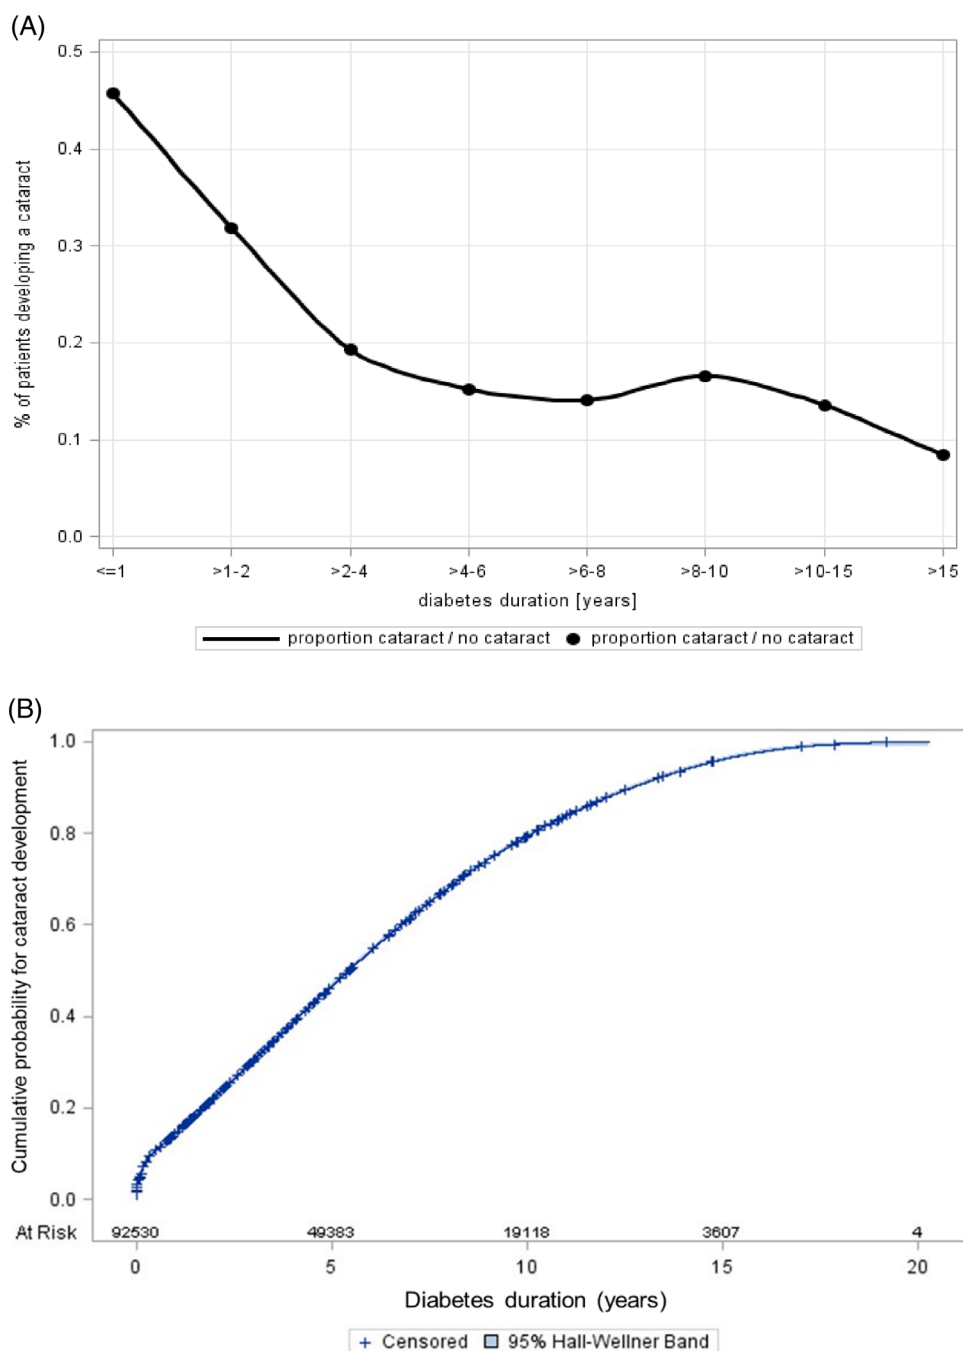 (A)
% of patients developing a cataract
0.5
0.4
0.3
0.2
0.1
0.0
<=1 >1-2 >2-4 >4-6 >6-8 >8-10 >10-15 >15
diabetes duration [years]
proportion cataract / no cataract proportion cataract / no cataract
(B)
Cumulative probability for cataract development
1.0
0.8
0.6
0.4
0.2
0.0
At Risk 92530 49383 19118 3607 4
0 5 10 15 20
Diabetes duration (years)
+ Censored 95% Hall-Wellner Band